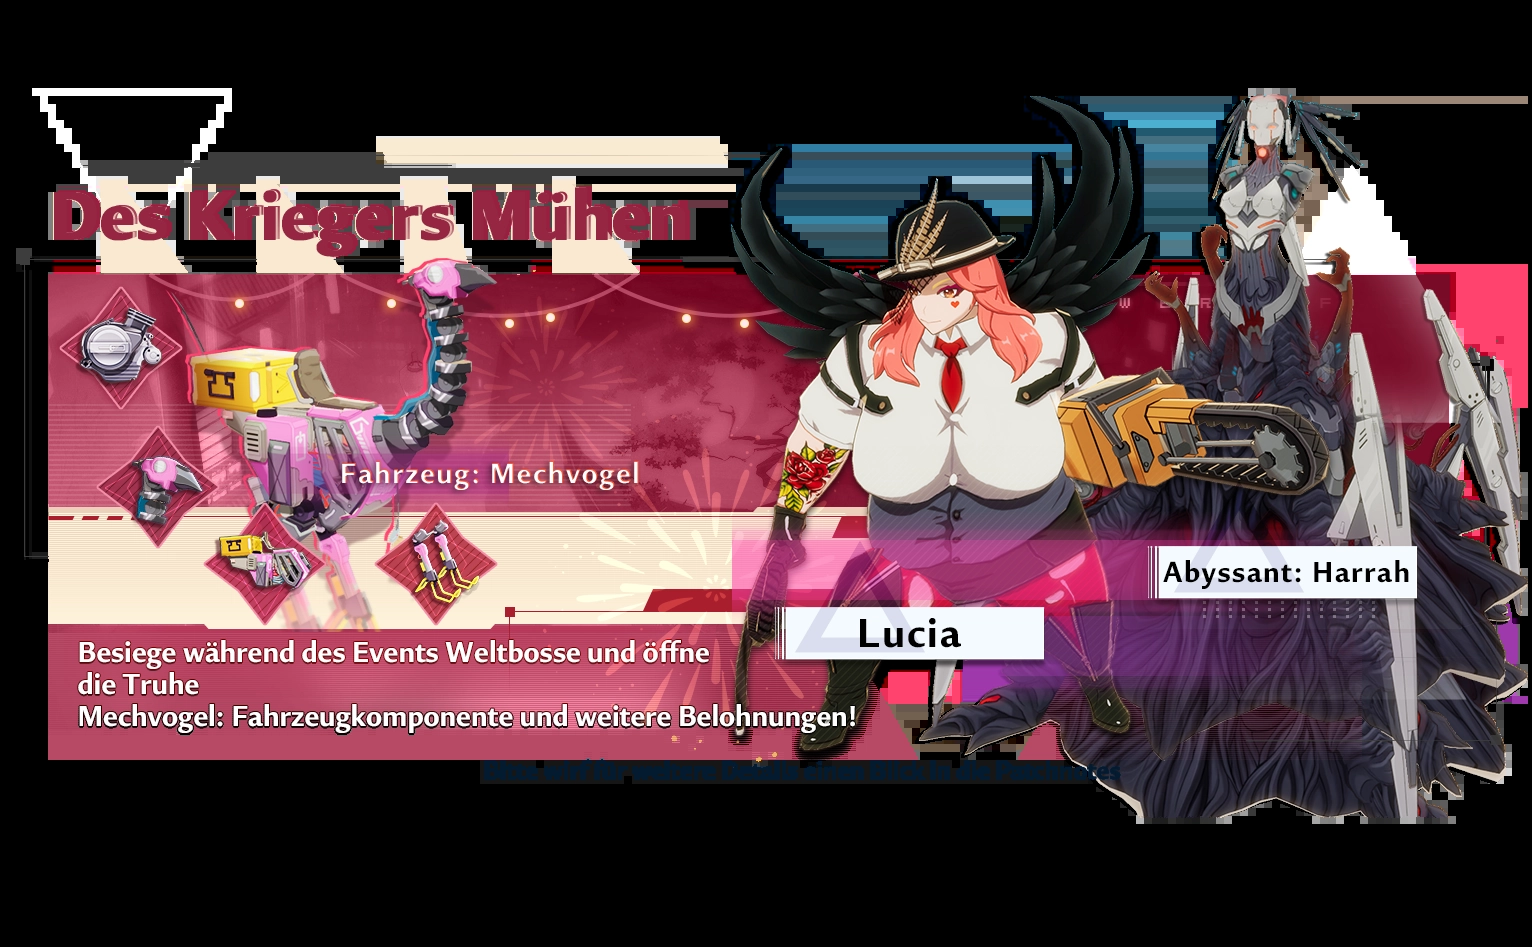 Des Kriegers Mühen
Fahrzeug: Mechvogel
Abyssant: Harrah
Lucia
Besiege während des Events Weltbosse und öffne
die Truhe
Mechvogel: Fahrzeugkomponente und weitere Belohnungen!